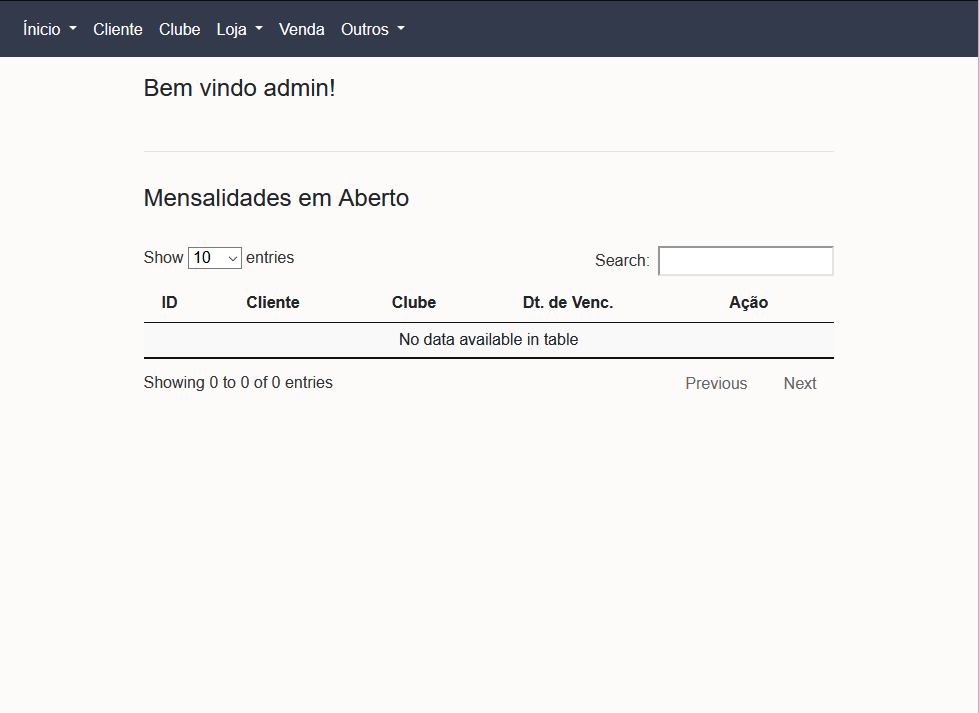 Ínicio Cliente Clube Loja Venda Outros
Bem vindo admin!
Mensalidades em Aberto
Show 10 entries Search:
ID Cliente Clube Dt. de Venc. Ação
No data available in table
Showing 0 to 0 of 0 entries Previous Next